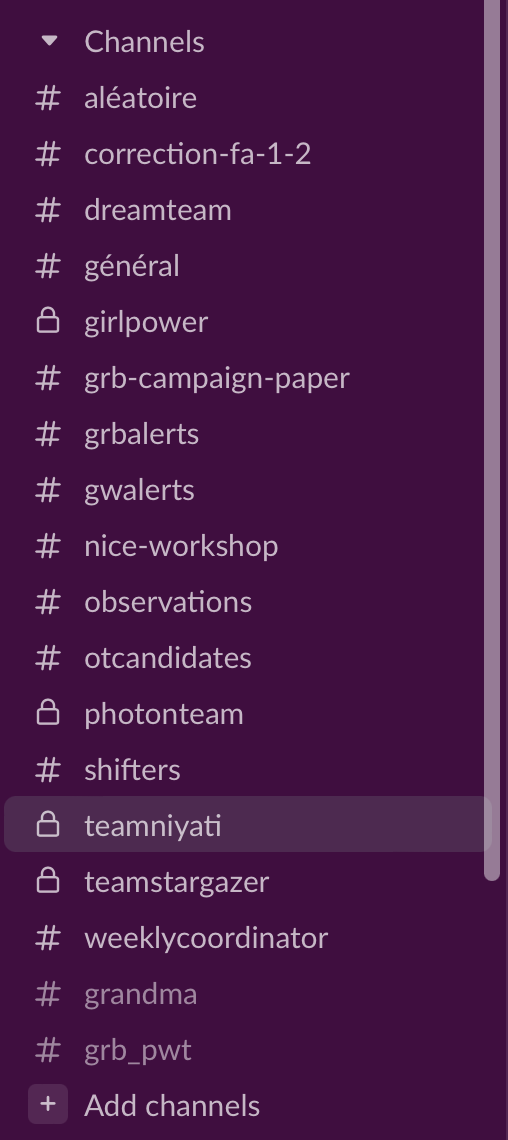 Channels
# aléatoire
# correction-fa-1-2
# dreamteam
# général
girlpower
# grb-campaign-paper
# grbalerts
# gwalerts
# nice-workshop
# observations
# otcandidates
photonteam
# shifters
teamniyati
teamstargazer
# weeklycoordinator
# grandma
# grb_pwt
+ Add channels